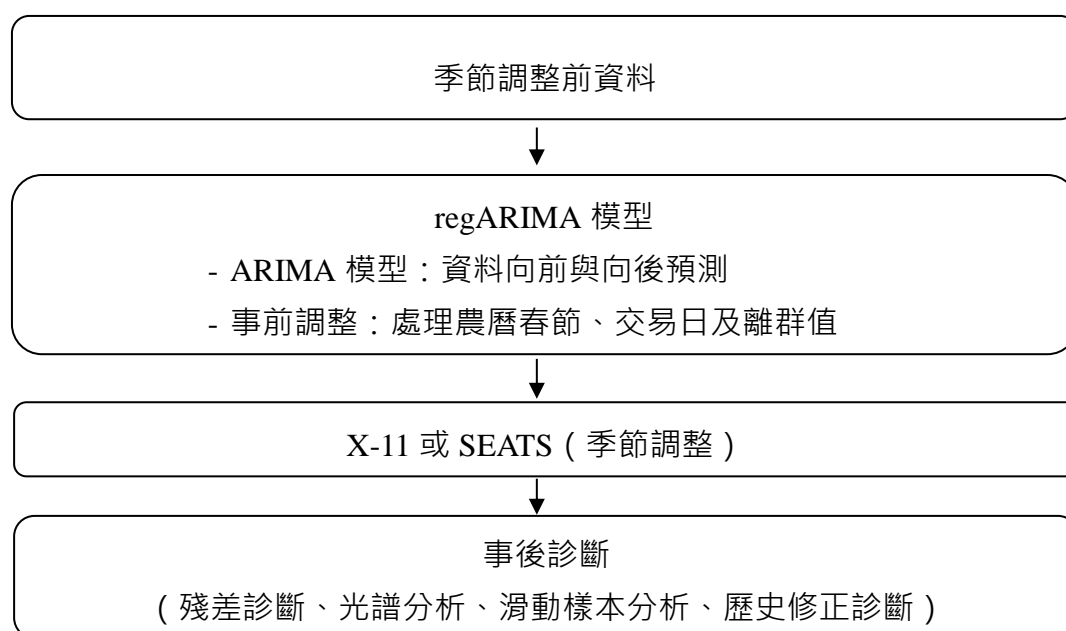 季節調整前資料
regARIMA 模型
- ARIMA 模型：資料向前與向後預測
- 事前調整：處理農曆春節、交易日及離群值
X-11 或 SEATS（季節調整）
事後診斷
（殘差診斷、光譜分析、滑動樣本分析、歷史修正診斷）